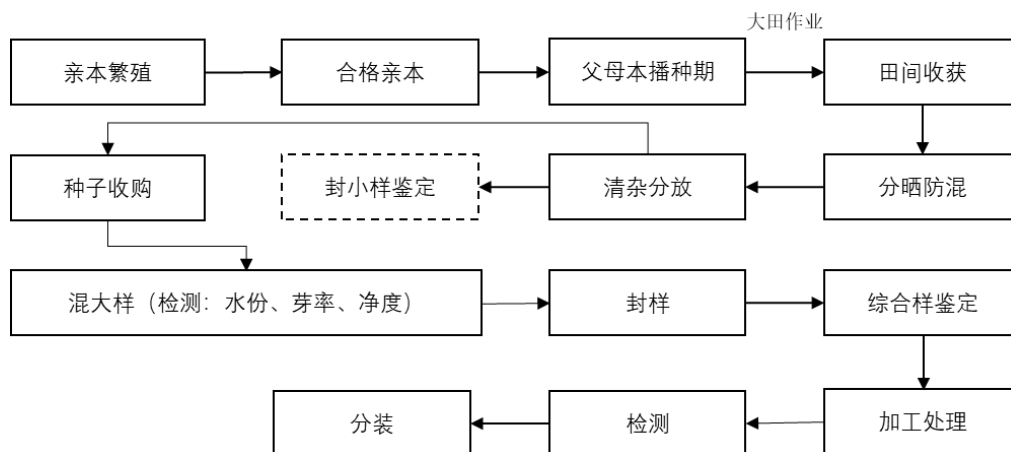 大田作业
亲本繁殖
合格亲本
父母本播种期
田间收获
种子收购
封小样鉴定
清杂分放
分晒防混
混大样（检测：水份、芽率、净度）
封样
综合样鉴定
分装
检测
加工处理